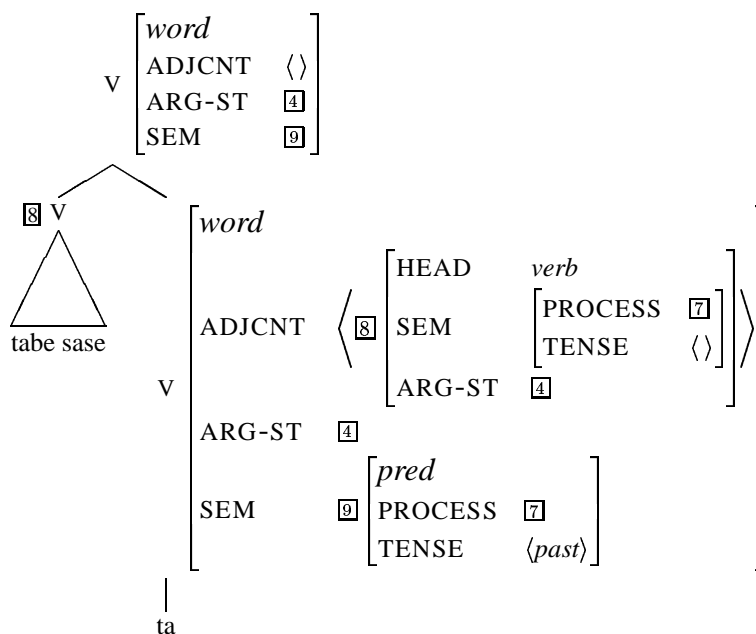 word
V ADJCNT ⟨ ⟩
ARG-ST 4
SEM 9
8 V
tabe sase
word
HEAD verb
PROCESS 7
ADJCNT ⟨ 8 SEM ⟩
TENSE ⟨ ⟩
V ARG-ST 4
ARG-ST 4
pred
SEM 9 PROCESS 7
TENSE ⟨past⟩
ta